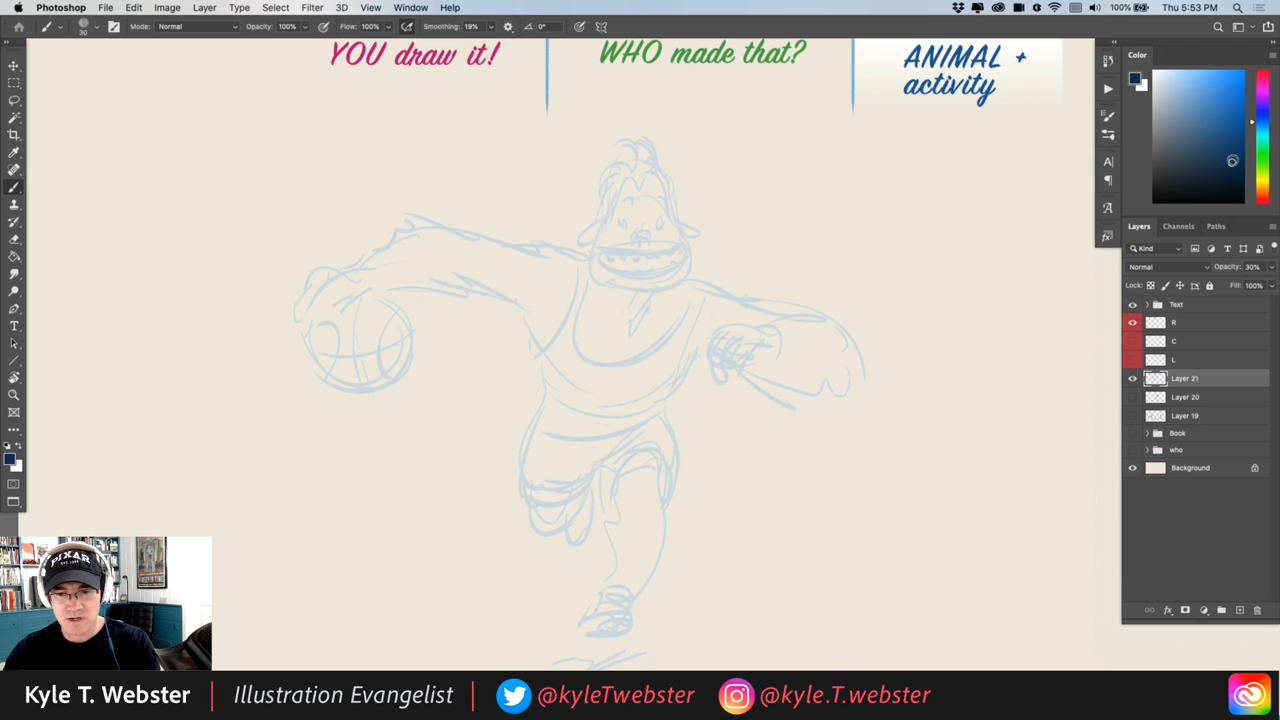 Photoshop File Edit Image Layer Type Select Filter 3D View Window Help 100% Thu 5:53 PM
30 Mode: Normal Opacity: 100% Flow: 100% Smoothing: 19% 0°
YOU draw it!
WHO made that?
ANIMAL +
activity
Color
Layers Channels Paths
Kind
Normal Opacity: 30%
Lock: Fill: 100%
Text
R
C
L
Layer 21
Layer 20
Layer 19
Book
who
Background
PIXAR
Kyle T. Webster | Illustration Evangelist | @kyleTwebster @kyle.T.webster